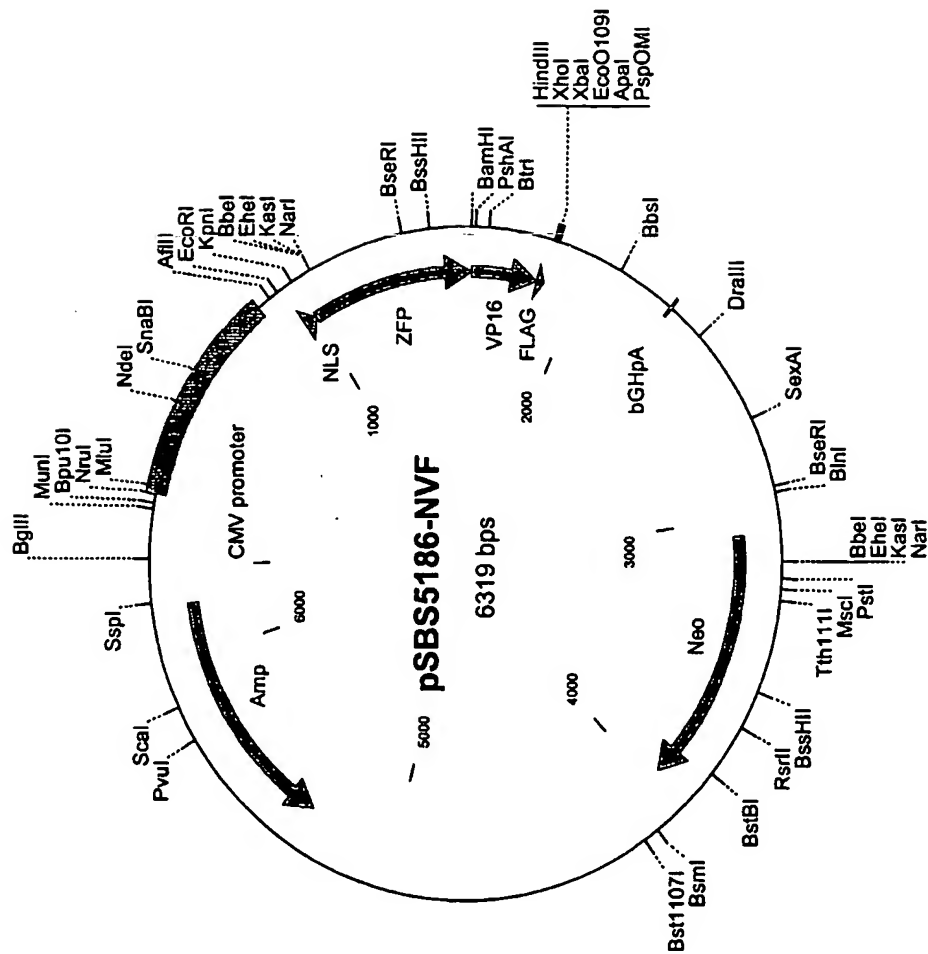 BglII
MunI
Bpu10I
NruI
MluI
NdeI
SnaBI
AflII
EcoRI
KpnI
BbeI
EheI
KasI
NarI
BseRI
BssHII
BamHI
PshAI
BtrI
HindIII
XhoI
XbaI
EcoO109I
ApaI
PspOMI
BbsI
DraIII
SexAI
BseRI
BlnI
BbeI
EheI
KasI
NarI
PstI
MscI
Tth111I
BssHII
RsrII
BstBI
BsmI
Bst1107I
PvuI
ScaI
SspI
CMV promoter
NLS
ZFP
VP16
FLAG
bGHpA
Neo
Amp
1000
2000
3000
4000
5000
6000
pSBS5186-NVF
6319 bps